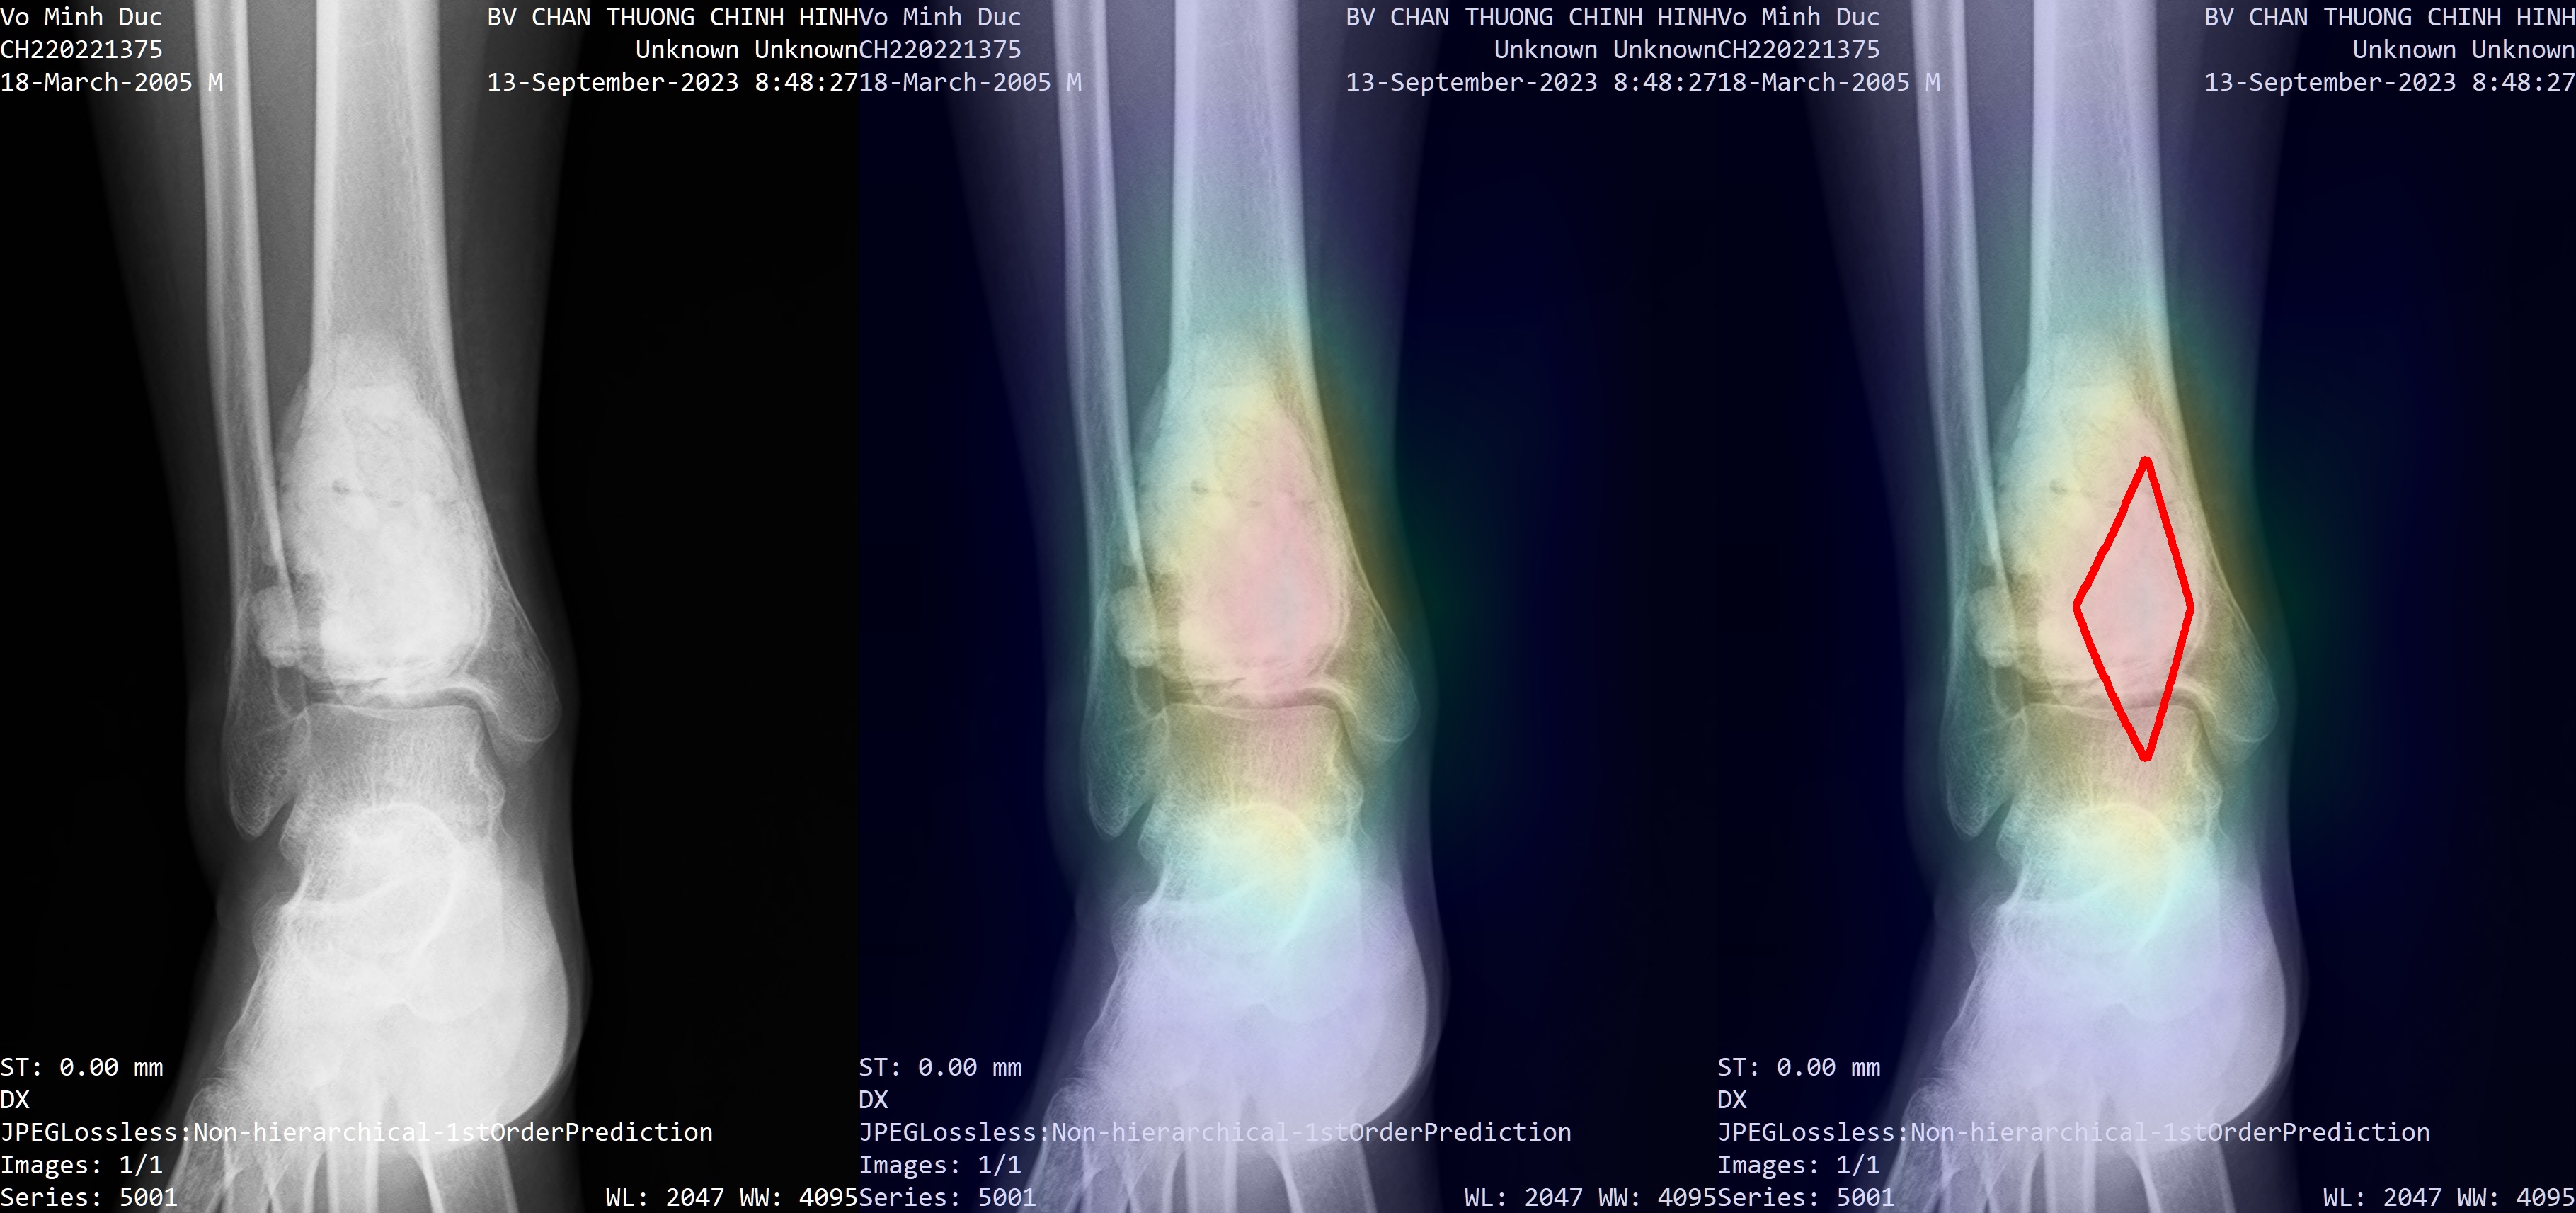 Vo Minh Duc
CH220221375
18-March-2005 M
BV CHAN THUONG CHINH HINH
Unknown Unknown
13-September-2023 8:48:27
ST: 0.00 mm
DX
JPEGLossless:Non-hierarchical-1stOrderPrediction
Images: 1/1
Series: 5001
WL: 2047 WW: 4095
Vo Minh Duc
CH220221375
18-March-2005 M
BV CHAN THUONG CHINH HINH
Unknown Unknown
13-September-2023 8:48:27
ST: 0.00 mm
DX
JPEGLossless:Non-hierarchical-1stOrderPrediction
Images: 1/1
Series: 5001
WL: 2047 WW: 4095
Vo Minh Duc
CH220221375
18-March-2005 M
BV CHAN THUONG CHINH HINH
Unknown Unknown
13-September-2023 8:48:27
ST: 0.00 mm
DX
JPEGLossless:Non-hierarchical-1stOrderPrediction
Images: 1/1
Series: 5001
WL: 2047 WW: 4095